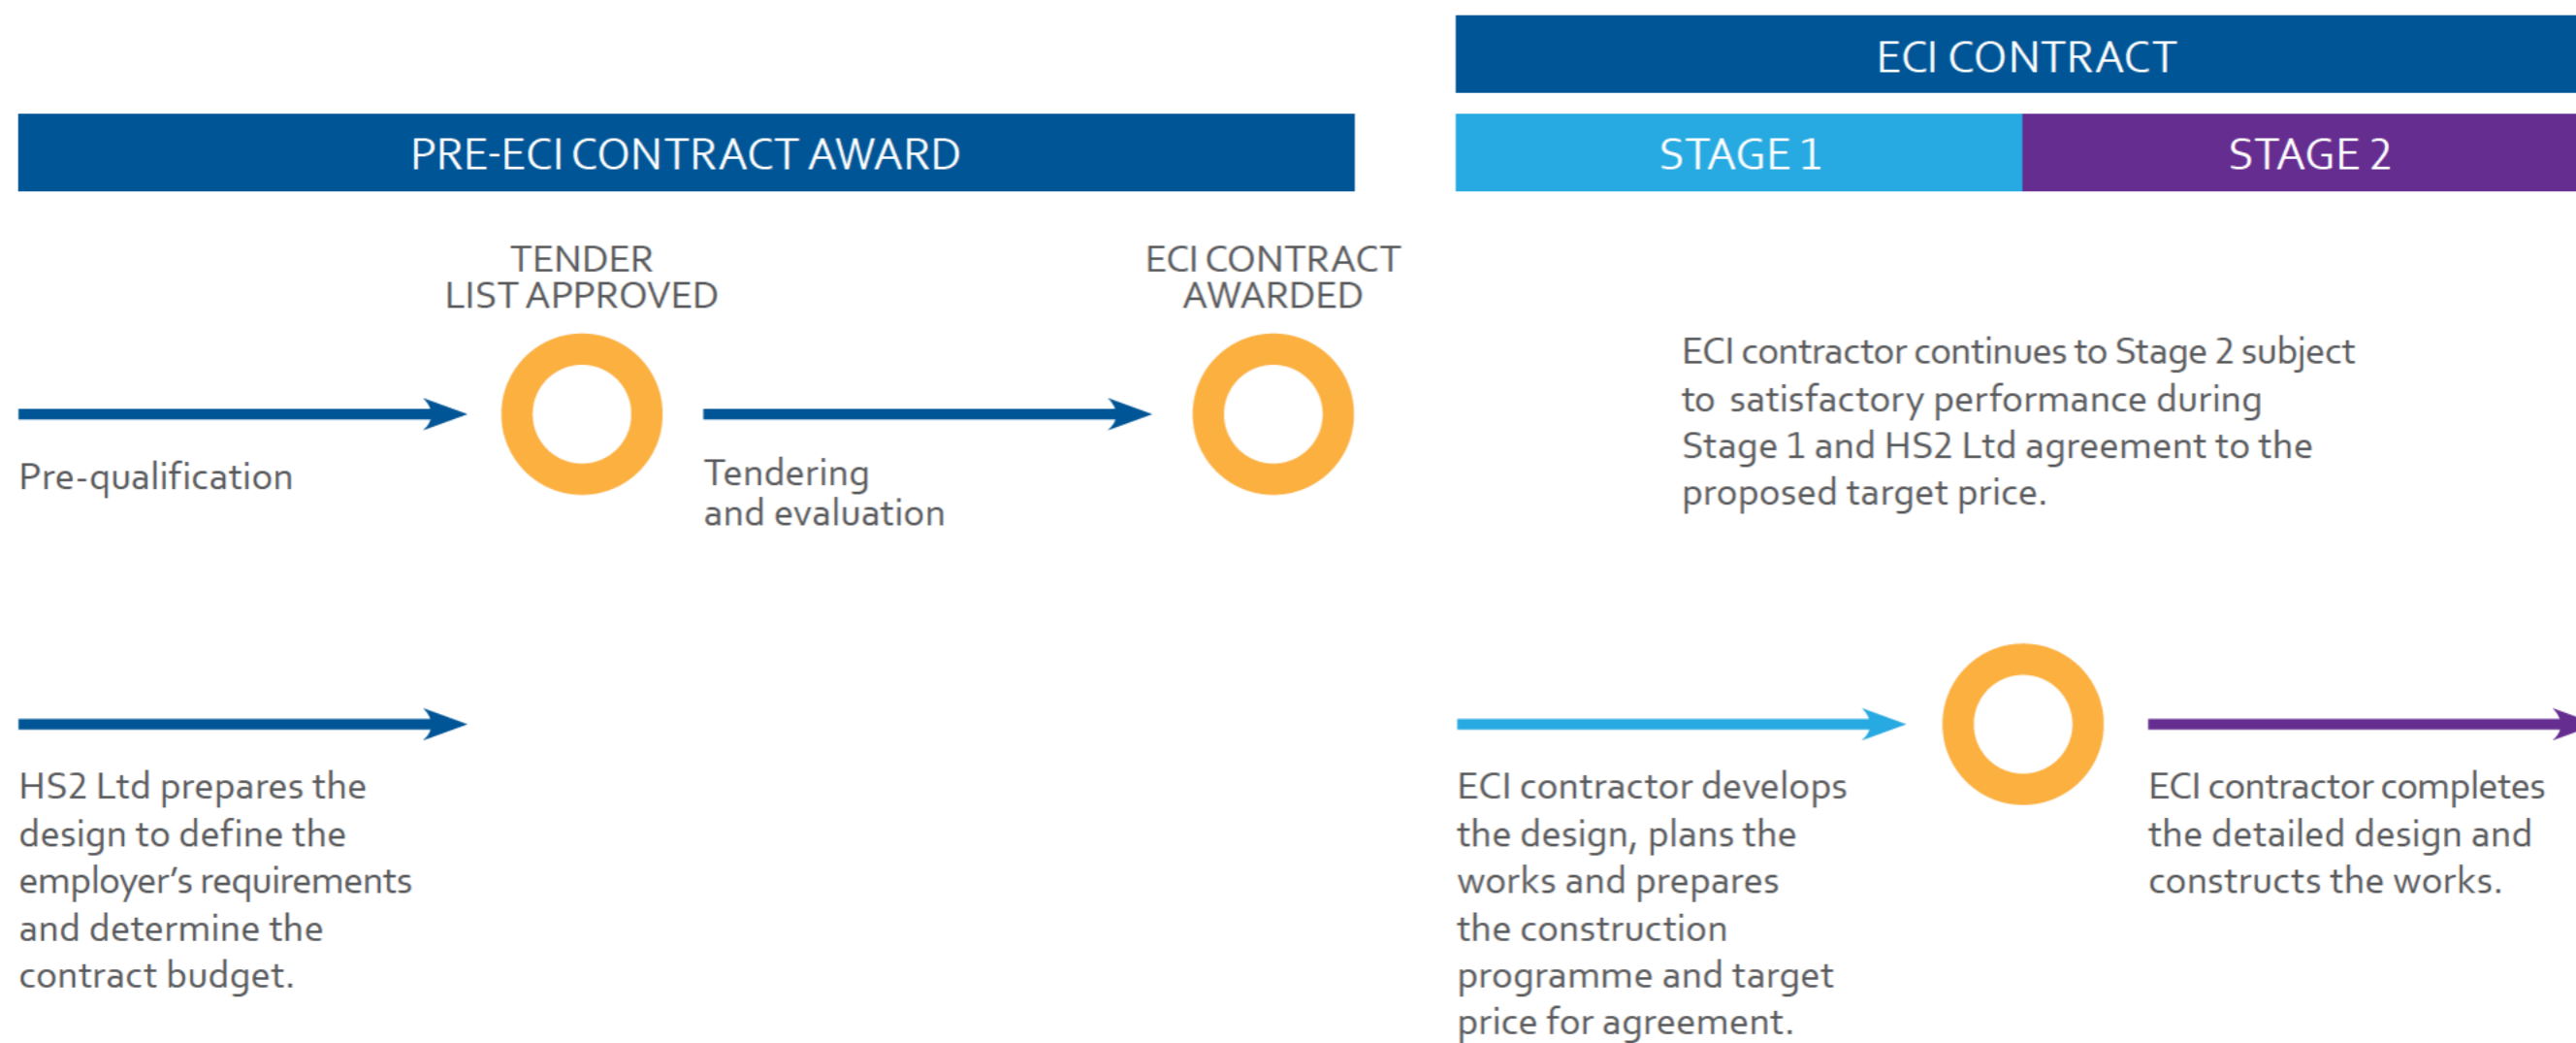 ECI CONTRACT
PRE-ECI CONTRACT AWARD
STAGE 1
STAGE 2
TENDER
LIST APPROVED
ECI CONTRACT
AWARDED
Pre-qualification
Tendering
and evaluation
ECI contractor continues to Stage 2 subject
to satisfactory performance during
Stage 1 and HS2 Ltd agreement to the
proposed target price.
HS2 Ltd prepares the
design to define the
employer’s requirements
and determine the
contract budget.
ECI contractor develops
the design, plans the
works and prepares
the construction
programme and target
price for agreement.
ECI contractor completes
the detailed design and
constructs the works.